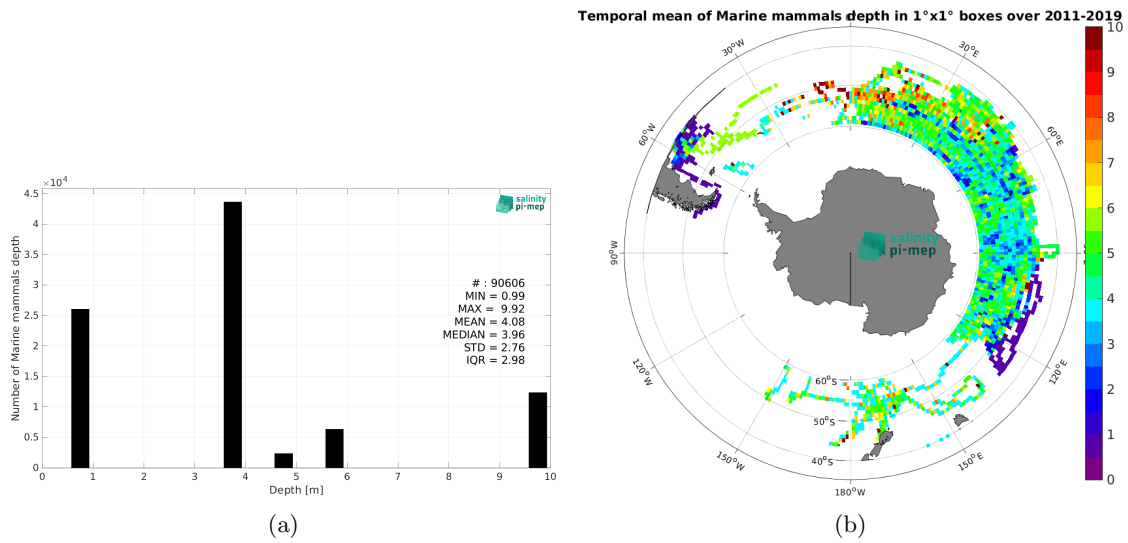 ×10⁴
4.5
4
3.5
3
2.5
2
1.5
1
0.5
0
Number of Marine mammals depth
salinity
pi-mep
# : 90606
MIN = 0.99
MAX = 9.92
MEAN = 4.08
MEDIAN = 3.96
STD = 2.76
IQR = 2.98
0 1 2 3 4 5 6 7 8 9 10
Depth [m]
(a)
Temporal mean of Marine mammals depth in 1°x1° boxes over 2011-2019
30°W
30°E
60°W
60°E
90°W
120°W
120°E
150°W
150°E
180°W
60°S
50°S
40°S
salinity
pi-mep
10
9
8
7
6
5
4
3
2
1
0
(b)